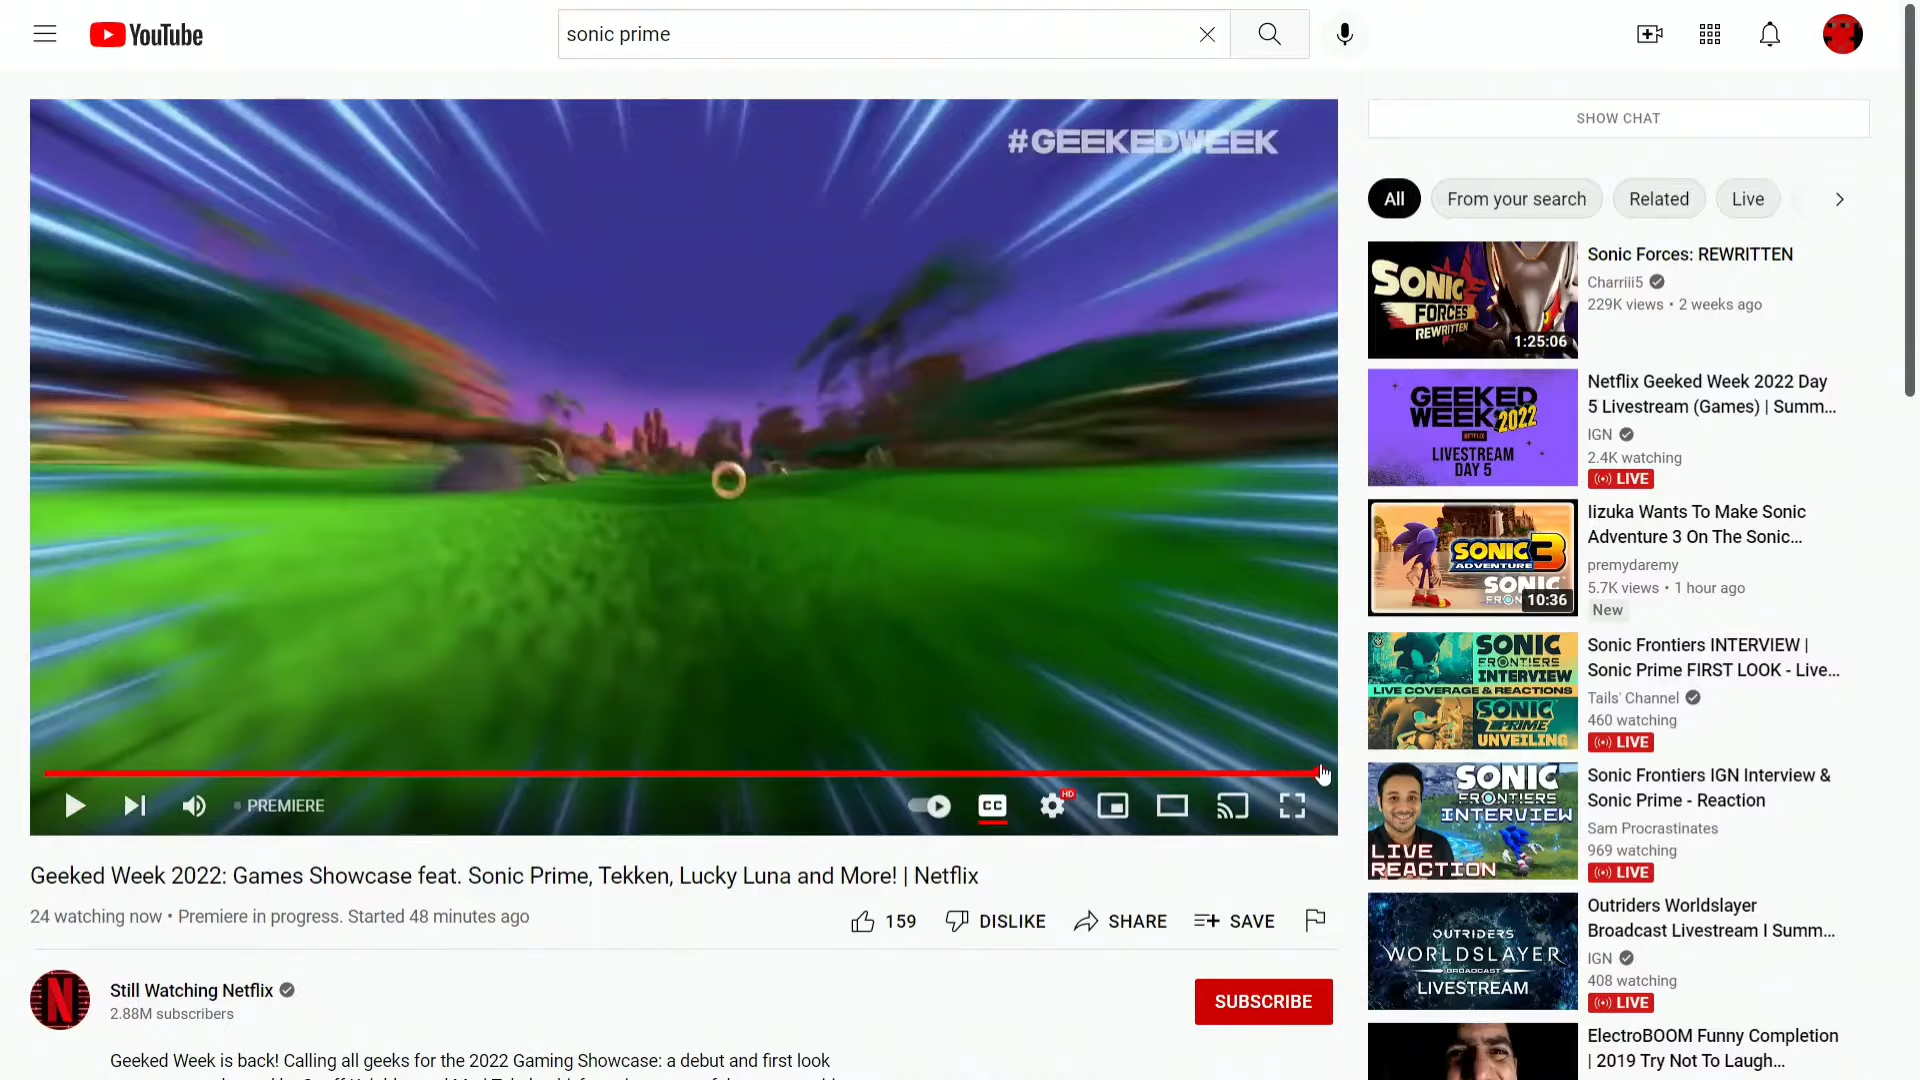 YouTube
sonic prime
#GEEKEDWEEK
SHOW CHAT
All
From your search
Related
Live
SONIC
FORCES
REWRITTEN
1:25:06
Sonic Forces: REWRITTEN
Charriii5
229K views • 2 weeks ago
GEEKED
WEEK 2022
NETFLIX
LIVESTREAM
DAY 5
Netflix Geeked Week 2022 Day
5 Livestream (Games) | Summ...
IGN
2.4K watching
LIVE
SONIC
ADVENTURE 3
SONIC
10:36
Iizuka Wants To Make Sonic
Adventure 3 On The Sonic...
premydaremy
5.7K views • 1 hour ago
New
SONIC
FRONTIERS
INTERVIEW
LIVE COVERAGE & REACTIONS
SONIC
PRIME
UNVEILING
Sonic Frontiers INTERVIEW |
Sonic Prime FIRST LOOK - Live...
Tails' Channel
460 watching
LIVE
SONIC
FRONTIERS
INTERVIEW
LIVE
REACTION
Sonic Frontiers IGN Interview &
Sonic Prime - Reaction
Sam Procrastinates
969 watching
LIVE
OUTRIDERS
WORLDSLAYER
BROADCAST
LIVESTREAM
Outriders Worldslayer
Broadcast Livestream I Summ...
IGN
408 watching
LIVE
ElectroBOOM Funny Completion
| 2019 Try Not To Laugh...
PREMIERE
CC
HD
Geeked Week 2022: Games Showcase feat. Sonic Prime, Tekken, Lucky Luna and More! | Netflix
24 watching now • Premiere in progress. Started 48 minutes ago
159
DISLIKE
SHARE
SAVE
N
Still Watching Netflix
2.88M subscribers
SUBSCRIBE
Geeked Week is back! Calling all geeks for the 2022 Gaming Showcase: a debut and first look